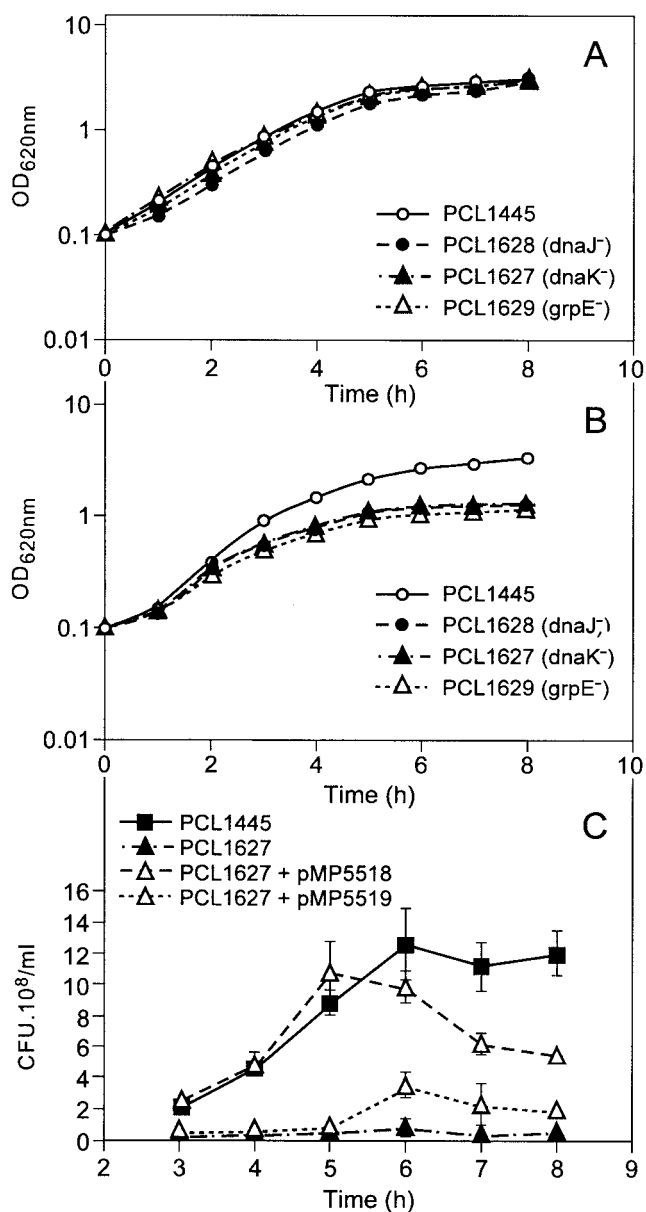 A
10
1
0.1
0.01
OD620nm
PCL1445
PCL1628 (dnaJ⁻)
PCL1627 (dnaK⁻)
PCL1629 (grpE⁻)
0 2 4 6 8 10
Time (h)
B
10
1
0.1
0.01
OD620nm
PCL1445
PCL1628 (dnaJ⁻)
PCL1627 (dnaK⁻)
PCL1629 (grpE⁻)
0 2 4 6 8 10
Time (h)
C
PCL1445
PCL1627
PCL1627 + pMP5518
PCL1627 + pMP5519
16
14
12
10
8
6
4
2
0
CFU.10⁸/ml
2 3 4 5 6 7 8 9
Time (h)